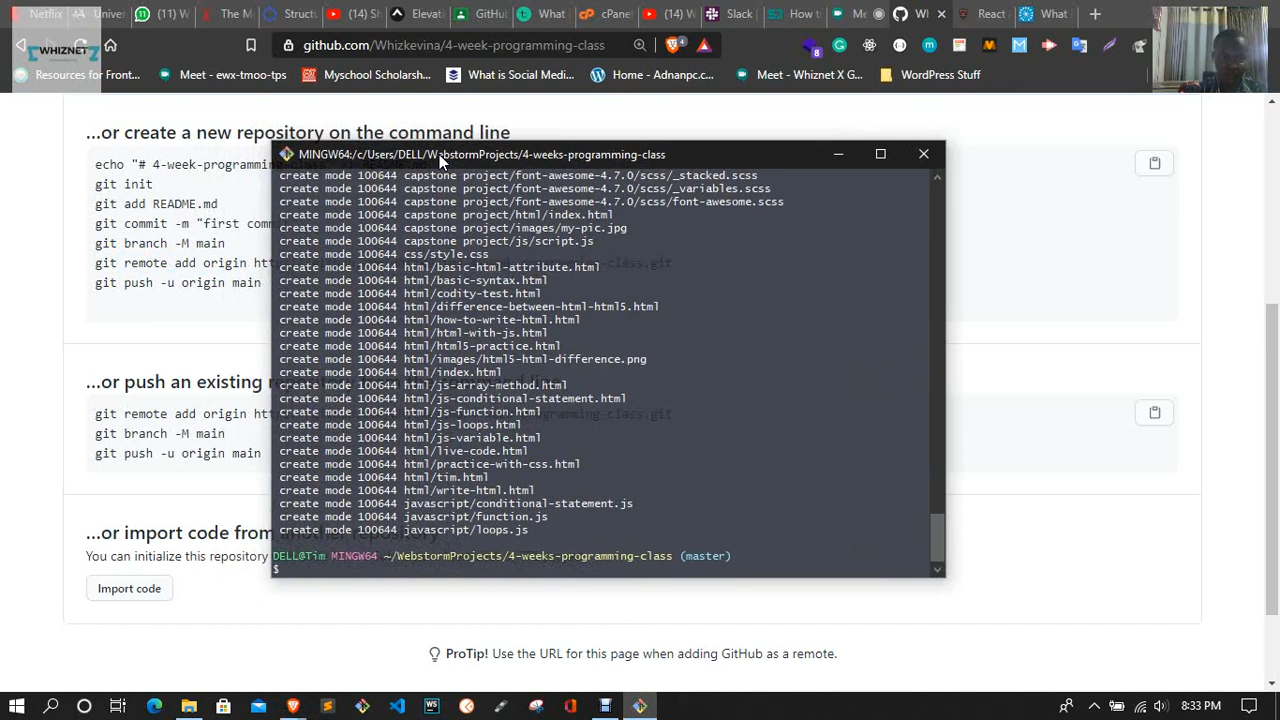 Netflix
Univer
(11) W
The M
Struct
(14) S
Elevat
GitHu
What
cPanel
(14) W
Slack
How to
Me
Wh
React
What
github.com/Whizkevina/4-week-programming-class
WHIZNET
Resources for Front...
Meet - ewx-tmoo-tps
Myschool Scholarsh...
What is Social Medi...
Home - Adnanpc.com
Meet - Whiznet X G...
WordPress Stuff
...or create a new repository on the command line
echo "# 4-week-programming-
git init
git add README.md
git commit -m "first comm
git branch -M main
git remote add origin
git push -u origin main
MINGW64:/c/Users/DELL/WebstormProjects/4-weeks-programming-class
create mode 100644 capstone project/font-awesome-4.7.0/scss/_stacked.scss
create mode 100644 capstone project/font-awesome-4.7.0/scss/_variables.scss
create mode 100644 capstone project/font-awesome-4.7.0/scss/font-awesome.scss
create mode 100644 capstone project/html/index.html
create mode 100644 capstone project/images/my-pic.jpg
create mode 100644 capstone project/js/script.js
create mode 100644 css/style.css
create mode 100644 html/basic-html-attribute.html
create mode 100644 html/basic-syntax.html
create mode 100644 html/codity-test.html
create mode 100644 html/difference-between-html-html5.html
create mode 100644 html/how-to-write-html.html
create mode 100644 html/html-with-js.html
create mode 100644 html/html5-practice.html
create mode 100644 html/images/html5-html-difference.png
create mode 100644 html/index.html
create mode 100644 html/js-array-method.html
create mode 100644 html/js-conditional-statement.html
create mode 100644 html/js-function.html
create mode 100644 html/js-loops.html
create mode 100644 html/js-variable.html
create mode 100644 html/live-code.html
create mode 100644 html/practice-with-css.html
create mode 100644 html/tim.html
create mode 100644 html/write-html.html
create mode 100644 javascript/conditional-statement.js
create mode 100644 javascript/function.js
create mode 100644 javascript/loops.js
DELL@Tim MINGW64 ~/WebstormProjects/4-weeks-programming-class (master)
$
...or push an existing
git remote add origin
git branch -M main
git push -u origin main
...or import code from another repository
You can initialize this repository
Import code
ProTip! Use the URL for this page when adding GitHub as a remote.
8:33 PM